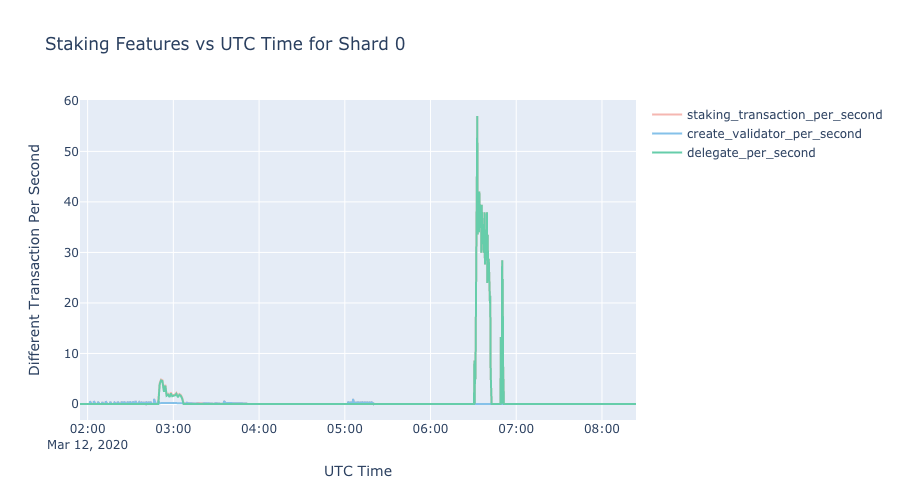 Staking Features vs UTC Time for Shard 0
60
50
40
30
20
10
0
Different Transaction Per Second
02:00 03:00 04:00 05:00 06:00 07:00 08:00
Mar 12, 2020
UTC Time
staking_transaction_per_second
create_validator_per_second
delegate_per_second